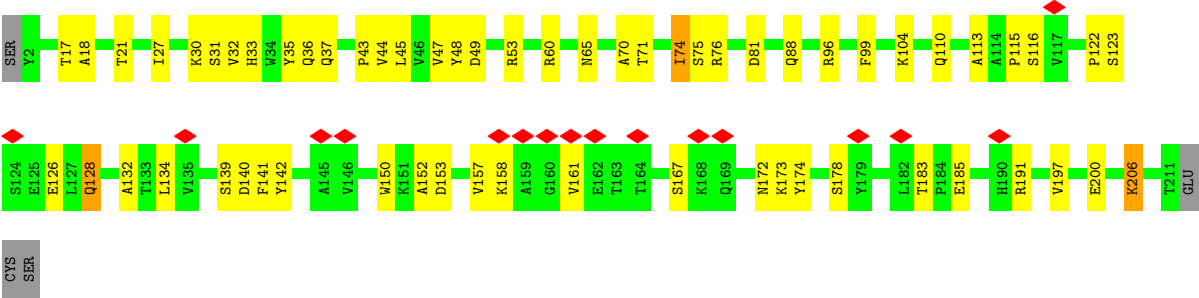 SER Y2 T17 A18 T21 I27 K30 S31 V32 H33 W34 Y35 Q36 Q37 P43 V44 L45 V46 V47 Y48 D49 R53 R60 N65 A70 T71 I74 S75 R76 D81 Q88 R96 F99 K104 Q110 A113 A114 P115 S116 V117 P122 S123
S124 E125 E126 L127 Q128 A132 T133 L134 V135 S139 D140 F141 Y142 A145 V146 W150 K151 A152 D153 V157 K158 A159 G160 V161 E162 T163 T164 S167 K168 Q169 N172 K173 Y174 S178 Y179 L182 T183 P184 E185 H190 R191 V197 E200 K206 T211 GLU
CYS SER